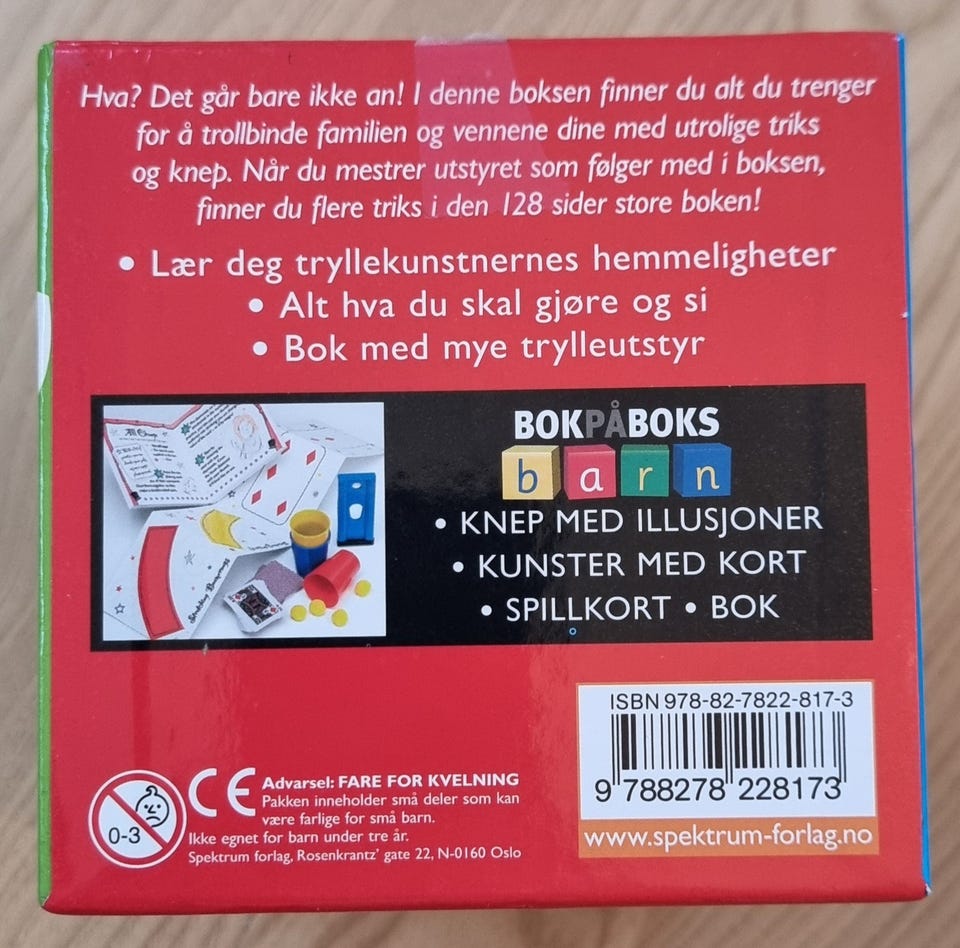 Hva? Det går bare ikke an! I denne boksen finner du alt du trenger
for å trollbinde familien og vennene dine med utrolige triks
og knep. Når du mestrer utstyret som følger med i boksen,
finner du flere triks i den 128 sider store boken!
• Lær deg tryllekunstnernes hemmeligheter
• Alt hva du skal gjøre og si
• Bok med mye trylleutstyr
BOKPÅBOKS
barn
• KNEP MED ILLUSJONER
• KUNSTER MED KORT
• SPILLKORT • BOK
ISBN 978-82-7822-817-3
9 788278 228173
www.spektrum-forlag.no
0-3
CE
Advarsel: FARE FOR KVELNING
Pakken inneholder små deler som kan
være farlige for små barn.
Ikke egnet for barn under tre år.
Spektrum forlag, Rosenkrantz' gate 22, N-0160 Oslo